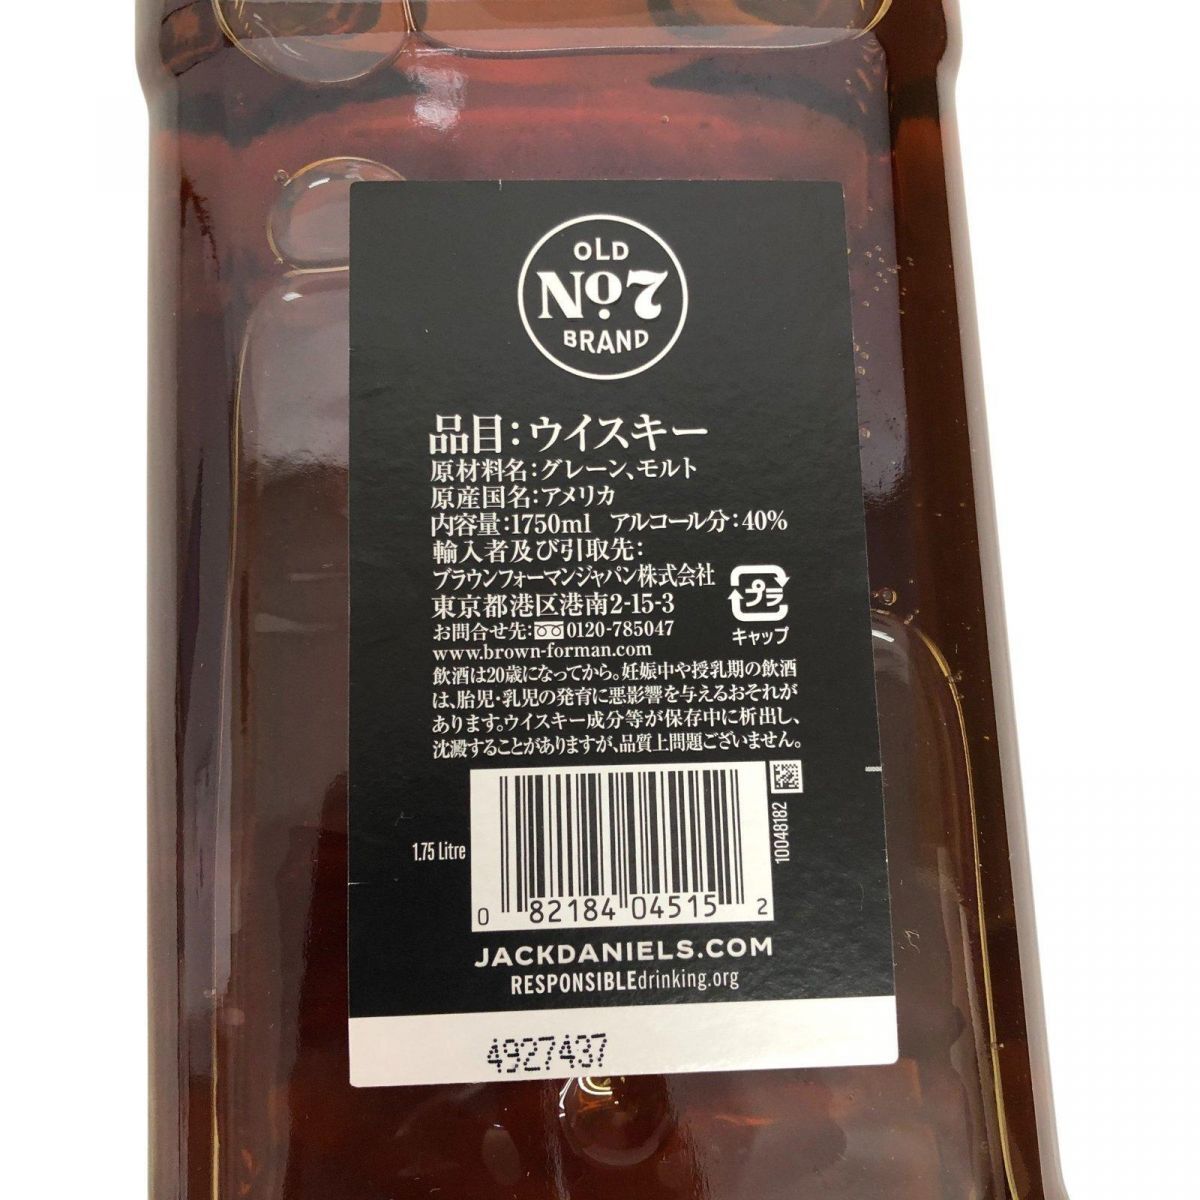 OLD
No.7
BRAND
品目：ウイスキー
原材料名：グレーン、モルト
原産国名：アメリカ
内容量：1750ml アルコール分：40%
輸入者及び引取先：
ブラウンフォーマンジャパン株式会社
東京都港区港南2-15-3
お問合せ先：0120-785047
www.brown-forman.com
プラ
キャップ
飲酒は20歳になってから。妊娠中や授乳期の飲酒
は、胎児・乳児の発育に悪影響を与えるおそれが
あります。ウイスキー成分等が保存中に析出し、
沈澱することがありますが、品質上問題ございません。
1.75 Litre
10048182
0 82184 04515 2
JACKDANIELS.COM
RESPONSIBLEdrinking.org
4927437